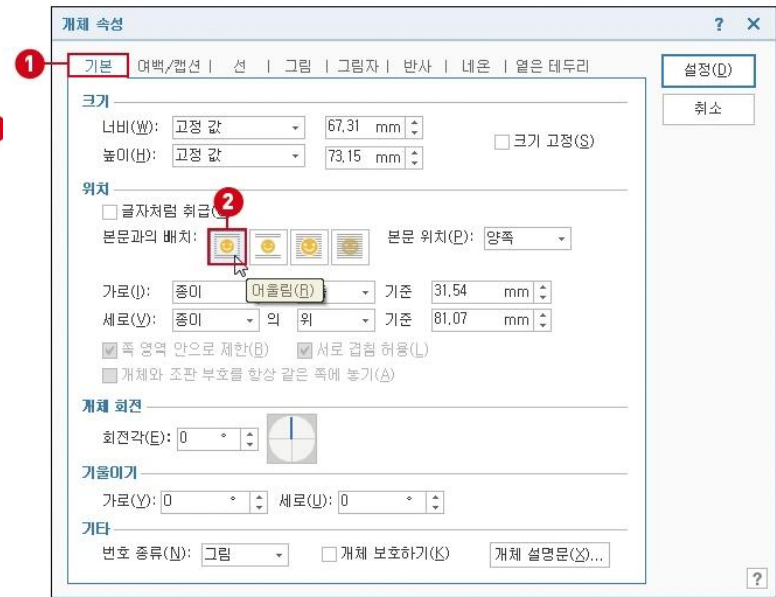 개체 속성 ? ×
1 기본 | 여백/캡션 | 선 | 그림 | 그림자 | 반사 | 네온 | 옅은 테두리
설정(D)
취소
크기
너비(W): 고정 값 67.31 mm
높이(H): 고정 값 73.15 mm
크기 고정(S)
위치
글자처럼 취급(
2
본문과의 배치: 본문 위치(P): 양쪽
어울림(R)
가로(J): 종이 기준 31.54 mm
세로(V): 종이 의 위 기준 81.07 mm
쪽 영역 안으로 제한(B) 서로 겹침 허용(L)
개체와 조판 부호를 항상 같은 쪽에 놓기(A)
개체 회전
회전각(E): 0 °
기울이기
가로(Y): 0 ° 세로(U): 0 °
기타
번호 종류(N): 그림 개체 보호하기(K) 개체 설명문(X)...
?